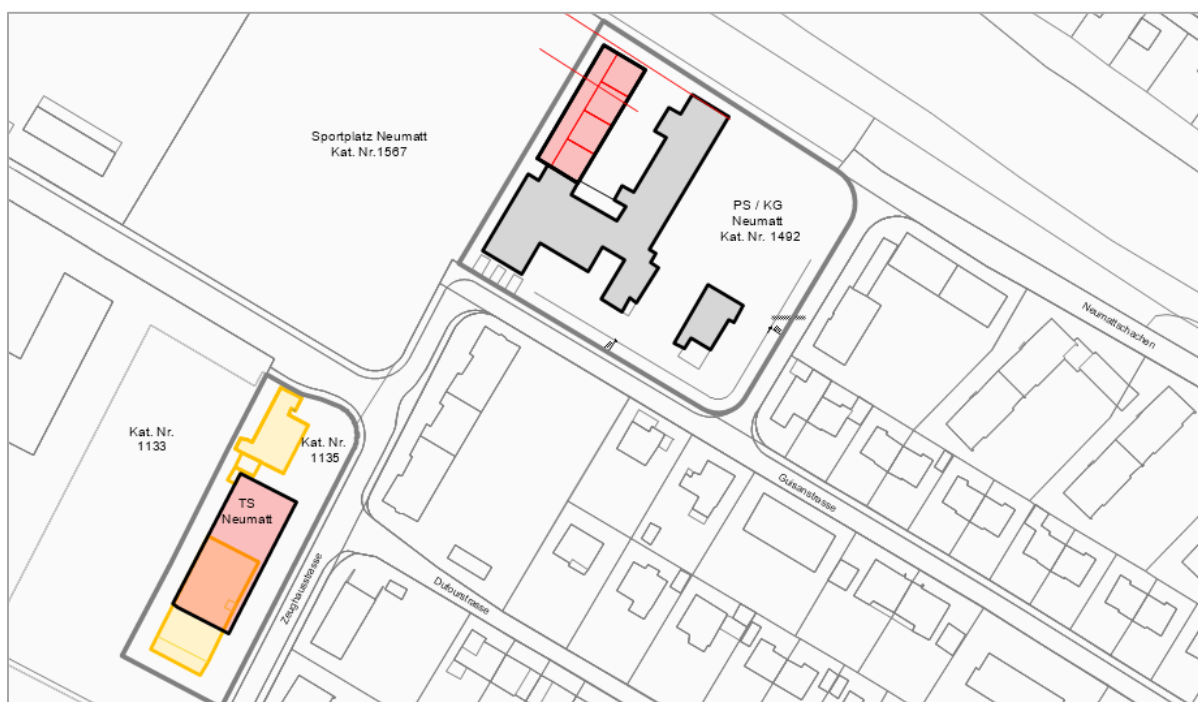 Sportplatz Neumatt
Kat. Nr.1567
PS / KG
Neumatt
Kat. Nr. 1492
Neumattschachen
Kat. Nr.
1133
Kat. Nr.
1135
TS
Neumatt
Guisanstrasse
Zeughausstrasse
Dufourstrasse